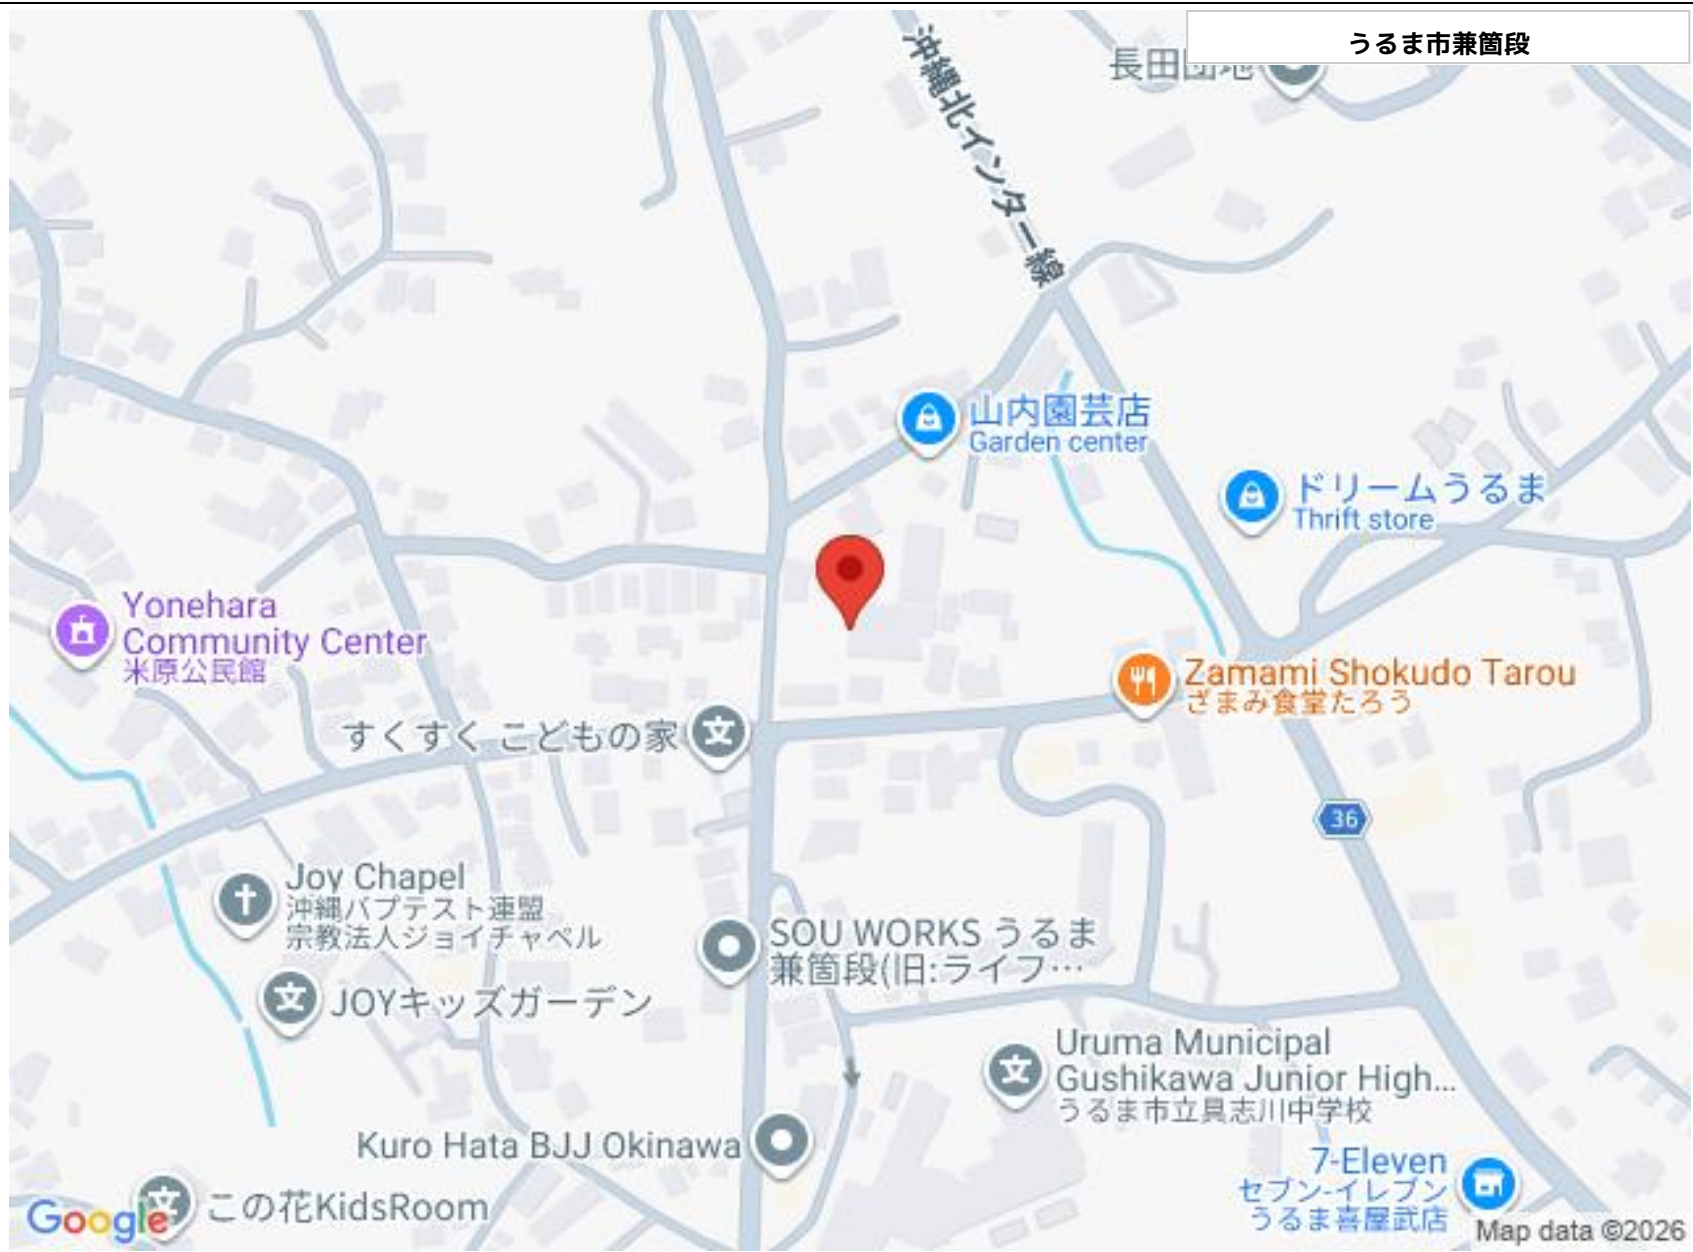 うるま市兼箇段
長田団地
沖縄北インター線
山内園芸店
Garden center
ドリームうるま
Thrift store
Yonehara
Community Center
米原公民館
Zamami Shokudo Tarou
ざまみ食堂たろう
すくすく こどもの家
36
Joy Chapel
沖縄バプテスト連盟
宗教法人ジョイチャペル
SOU WORKS うるま
兼箇段(旧:ライフ…
JOYキッズガーデン
Uruma Municipal
Gushikawa Junior High...
うるま市立具志川中学校
Kuro Hata BJJ Okinawa
7-Eleven
セブン-イレブン
うるま喜屋武店
この花KidsRoom
Google
Map data ©2026